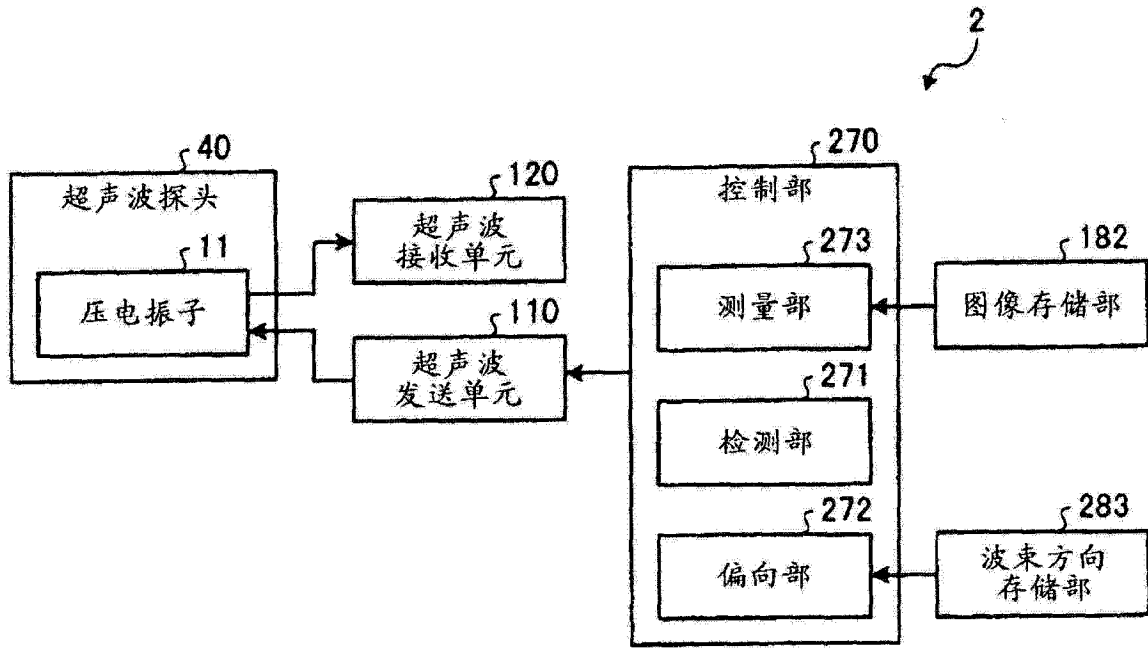 2
40
超声波探头
11
压电振子
120
超声波
接收单元
110
超声波
发送单元
270
控制部
273
测量部
271
检测部
272
偏向部
182
图像存储部
283
波束方向
存储部